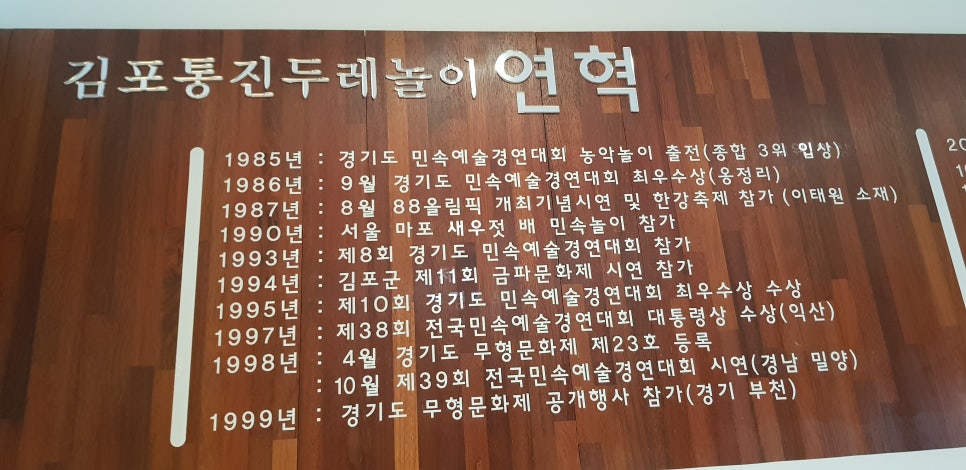 김포통진두레놀이 연혁
1985년 : 경기도 민속예술경연대회 농악놀이 출전(종합 3위 입상)
1986년 : 9월 경기도 민속예술경연대회 최우수상(옹정리)
1987년 : 8월 88올림픽 개최기념시연 및 한강축제 참가 (이태원 소재)
1990년 : 서울 마포 새우젓 배 민속놀이 참가
1993년 : 제8회 경기도 민속예술경연대회 참가
1994년 : 김포군 제11회 금파문화제 시연 참가
1995년 : 제10회 경기도 민속예술경연대회 최우수상 수상
1997년 : 제38회 전국민속예술경연대회 대통령상 수상(익산)
1998년 : 4월 경기도 무형문화제 제23호 등록
: 10월 제39회 전국민속예술경연대회 시연(경남 밀양)
1999년 : 경기도 무형문화제 공개행사 참가(경기 부천)